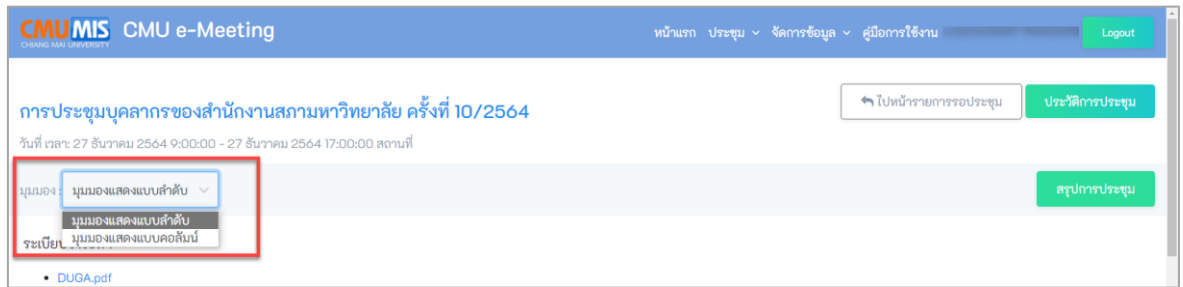 CMU MIS CMU e-Meeting หน้าแรก ประชุม จัดการข้อมูล คู่มือการใช้งาน Logout
CHIANG MAI UNIVERSITY
การประชุมบุคลากรของสำนักงานสภามหาวิทยาลัย ครั้งที่ 10/2564 ไปหน้ารายการรอประชุม ประวัติการประชุม
วันที่ เวลา: 27 ธันวาคม 2564 9:00:00 - 27 ธันวาคม 2564 17:00:00 สถานที่
มุมมอง : มุมมองแสดงแบบลำดับ สรุปการประชุม
มุมมองแสดงแบบลำดับ
มุมมองแสดงแบบคอลัมน์
• DUGA.pdf